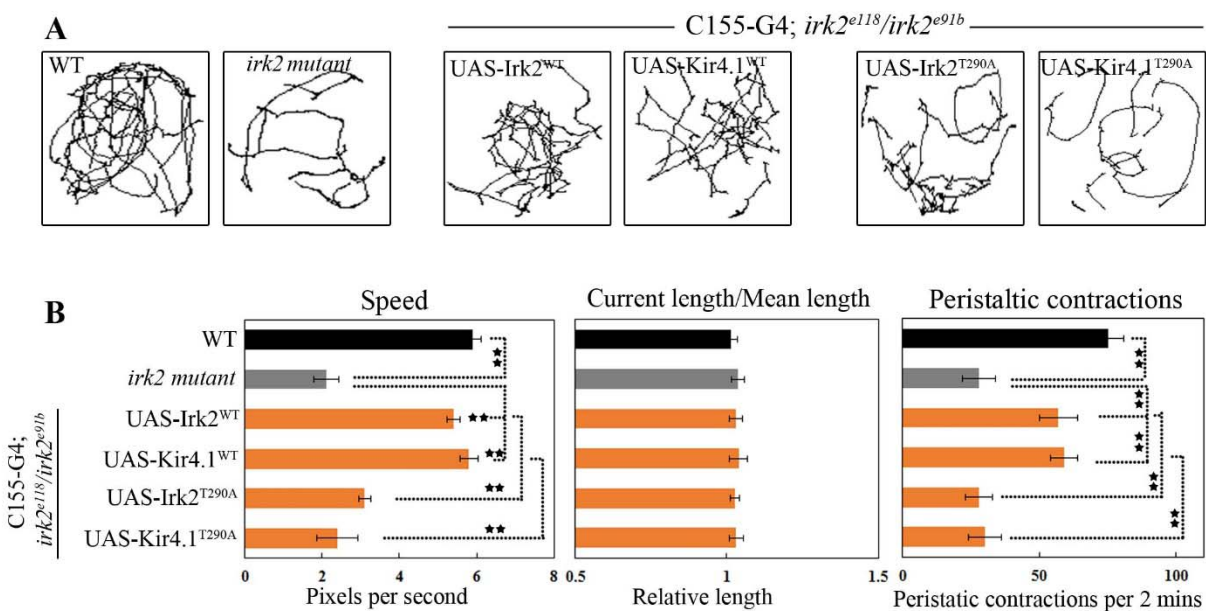 A
C155-G4; irk2e118/irk2e91b
WT
irk2 mutant
UAS-Irk2WT
UAS-Kir4.1WT
UAS-Irk2T290A
UAS-Kir4.1T290A
B
Speed
Current length/Mean length
Peristaltic contractions
WT
irk2 mutant
UAS-Irk2WT
UAS-Kir4.1WT
UAS-Irk2T290A
UAS-Kir4.1T290A
C155-G4;
irk2e118/irk2e91b
0 2 4 6 8
0.5 1 1.5
0 50 100
Pixels per second
Relative length
Peristatic contractions per 2 mins